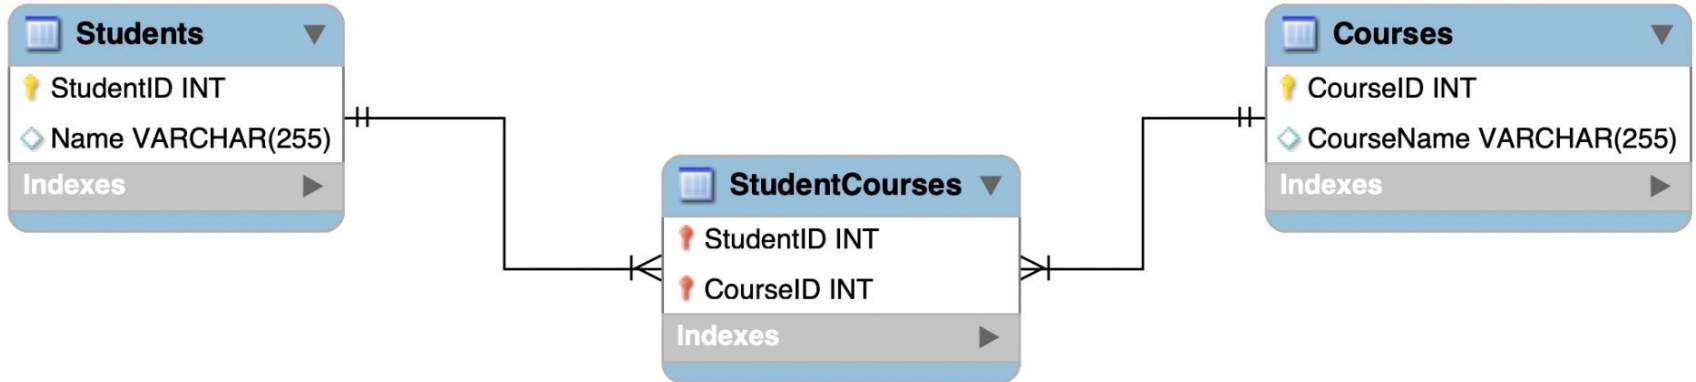 Students
StudentID INT
Name VARCHAR(255)
Indexes
StudentCourses
StudentID INT
CourseID INT
Indexes
Courses
CourseID INT
CourseName VARCHAR(255)
Indexes